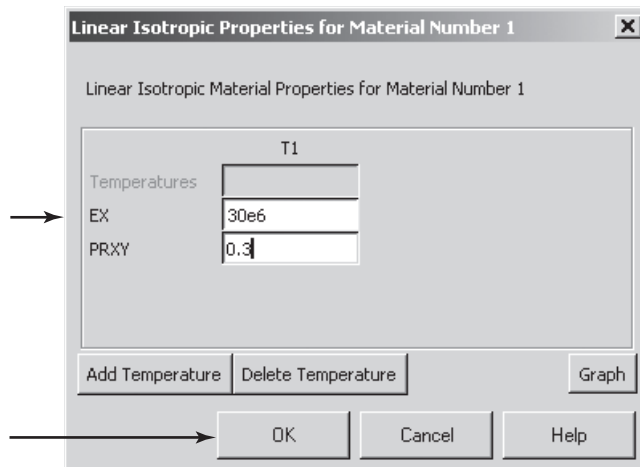 Linear Isotropic Properties for Material Number 1
Linear Isotropic Material Properties for Material Number 1
T1
Temperatures
EX 30e6
PRXY 0.3
Add Temperature Delete Temperature Graph
OK Cancel Help